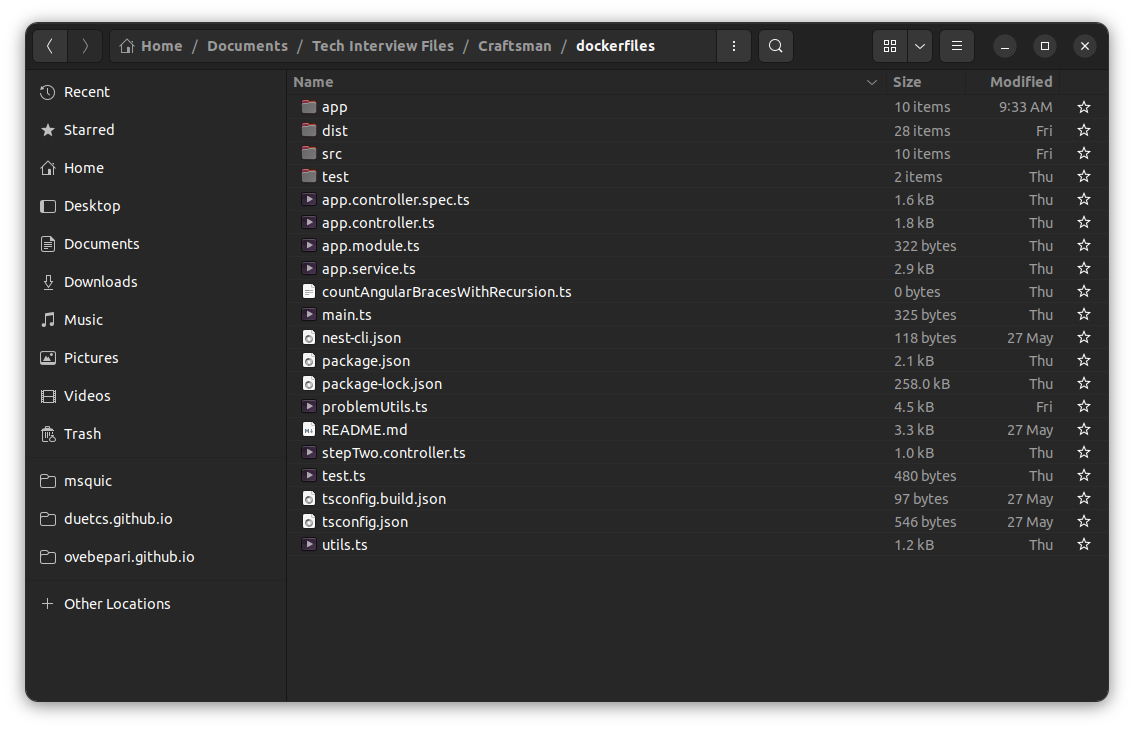 Home / Documents / Tech Interview Files / Craftsman / dockerfiles
Recent
Starred
Home
Desktop
Documents
Downloads
Music
Pictures
Videos
Trash
msquic
duetcs.github.io
ovebepari.github.io
Other Locations
Name Size Modified
app 10 items 9:33 AM
dist 28 items Fri
src 10 items Fri
test 2 items Thu
app.controller.spec.ts 1.6 kB Thu
app.controller.ts 1.8 kB Thu
app.module.ts 322 bytes Thu
app.service.ts 2.9 kB Thu
countAngularBracesWithRecursion.ts 0 bytes Thu
main.ts 325 bytes Thu
nest-cli.json 118 bytes 27 May
package.json 2.1 kB Thu
package-lock.json 258.0 kB Thu
problemUtils.ts 4.5 kB Fri
README.md 3.3 kB 27 May
stepTwo.controller.ts 1.0 kB Thu
test.ts 480 bytes Thu
tsconfig.build.json 97 bytes 27 May
tsconfig.json 546 bytes 27 May
utils.ts 1.2 kB Thu